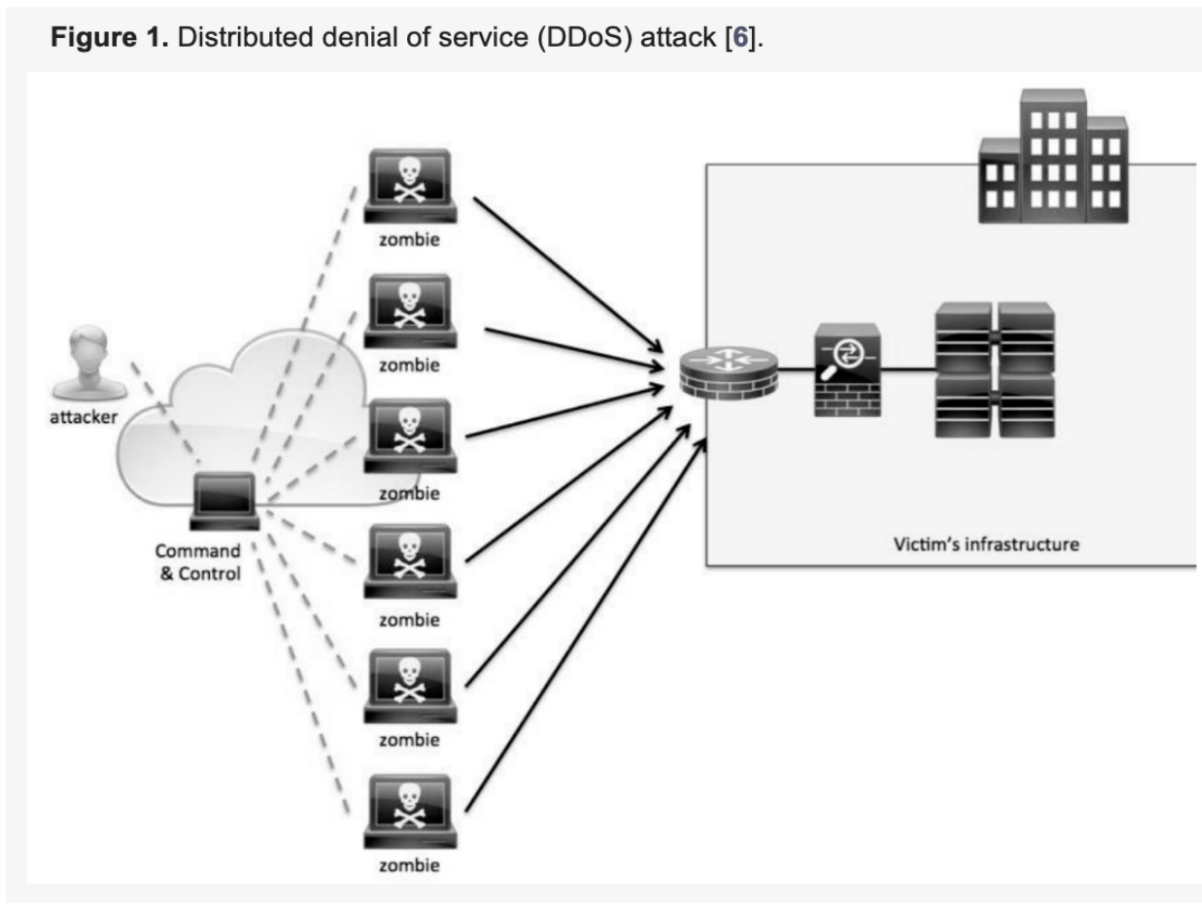 Figure 1. Distributed denial of service (DDoS) attack [6].
zombie
zombie
attacker
zombie
Command
& Control
Victim's infrastructure
zombie
zombie
zombie